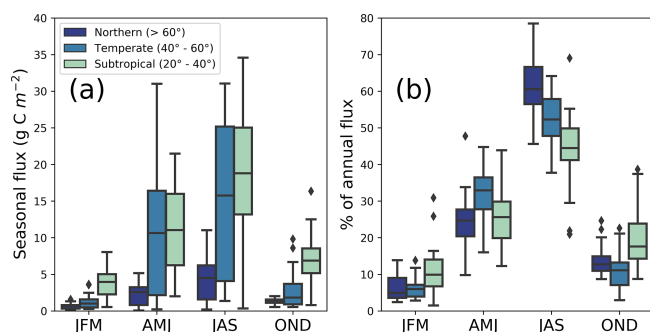 Northern (> 60°)
Temperate (40° - 60°)
Subtropical (20° - 40°)
(a)
Seasonal flux (g C m⁻²)
40
35
30
25
20
15
10
5
0
JFM AMJ JAS OND
(b)
% of annual flux
80
70
60
50
40
30
20
10
0
JFM AMJ JAS OND